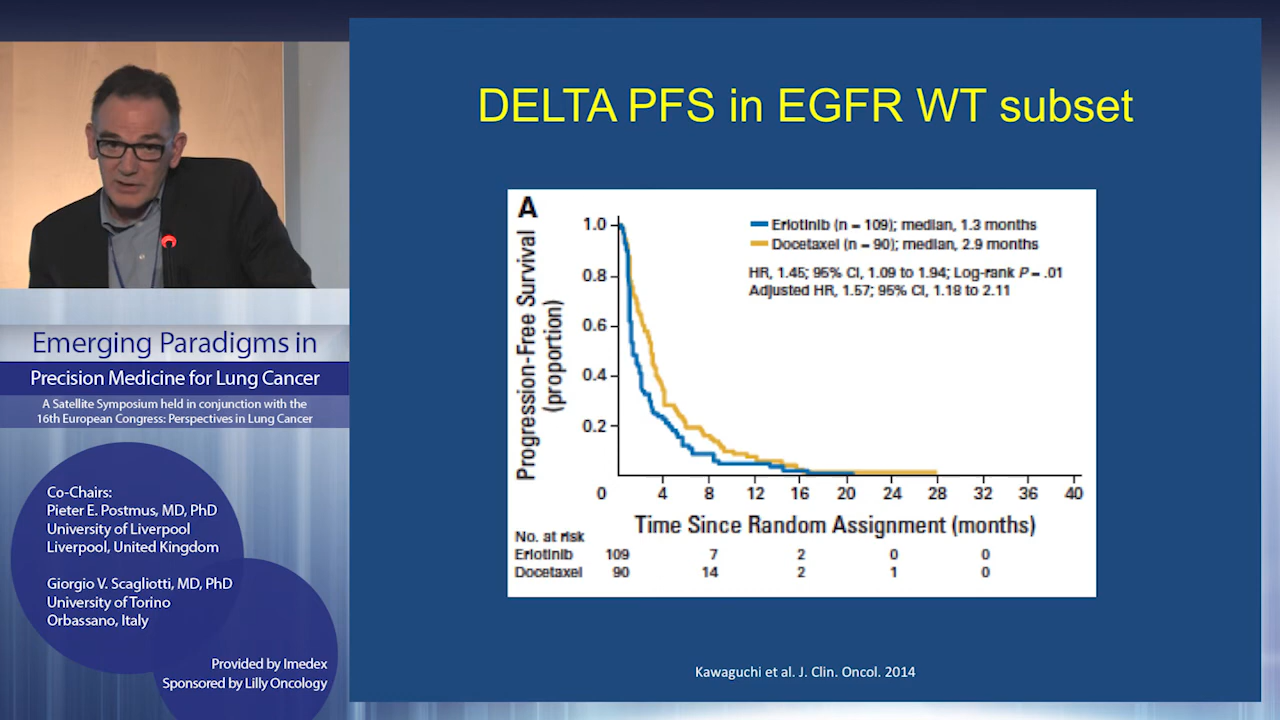 DELTA PFS in EGFR WT subset
A
Erlotinib (n = 109); median, 1.3 months
Docetaxel (n = 90); median, 2.9 months
HR, 1.45; 95% CI, 1.09 to 1.94; Log-rank P = .01
Adjusted HR, 1.57; 95% CI, 1.18 to 2.11
Progression-Free Survival
(proportion)
1.0
0.8
0.6
0.4
0.2
0 4 8 12 16 20 24 28 32 36 40
Time Since Random Assignment (months)
No. at risk
Erlotinib 109 7 2 0 0
Docetaxel 90 14 2 1 0
Kawaguchi et al. J. Clin. Oncol. 2014
Emerging Paradigms in
Precision Medicine for Lung Cancer
A Satellite Symposium held in conjunction with the
16th European Congress: Perspectives in Lung Cancer
Co-Chairs:
Pieter E. Postmus, MD, PhD
University of Liverpool
Liverpool, United Kingdom
Giorgio V. Scagliotti, MD, PhD
University of Torino
Orbassano, Italy
Provided by Imedex
Sponsored by Lilly Oncology